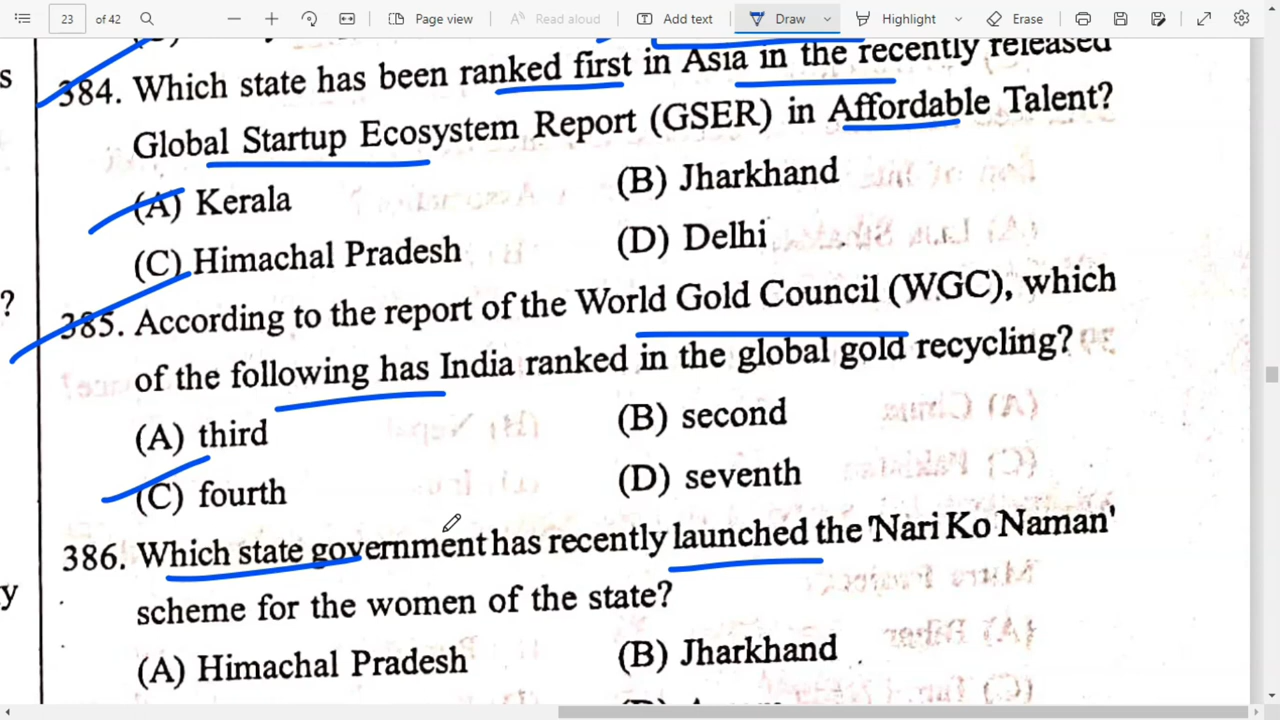 23 of 42 Page view Read aloud Add text Draw Highlight Erase
s
384. Which state has been ranked first in Asia in the recently released
Global Startup Ecosystem Report (GSER) in Affordable Talent?
(A) Kerala (B) Jharkhand
(C) Himachal Pradesh (D) Delhi
?
385. According to the report of the World Gold Council (WGC), which
of the following has India ranked in the global gold recycling?
(A) third (B) second
(C) fourth (D) seventh
386. Which state government has recently launched the 'Nari Ko Naman'
y
scheme for the women of the state?
(A) Himachal Pradesh (B) Jharkhand